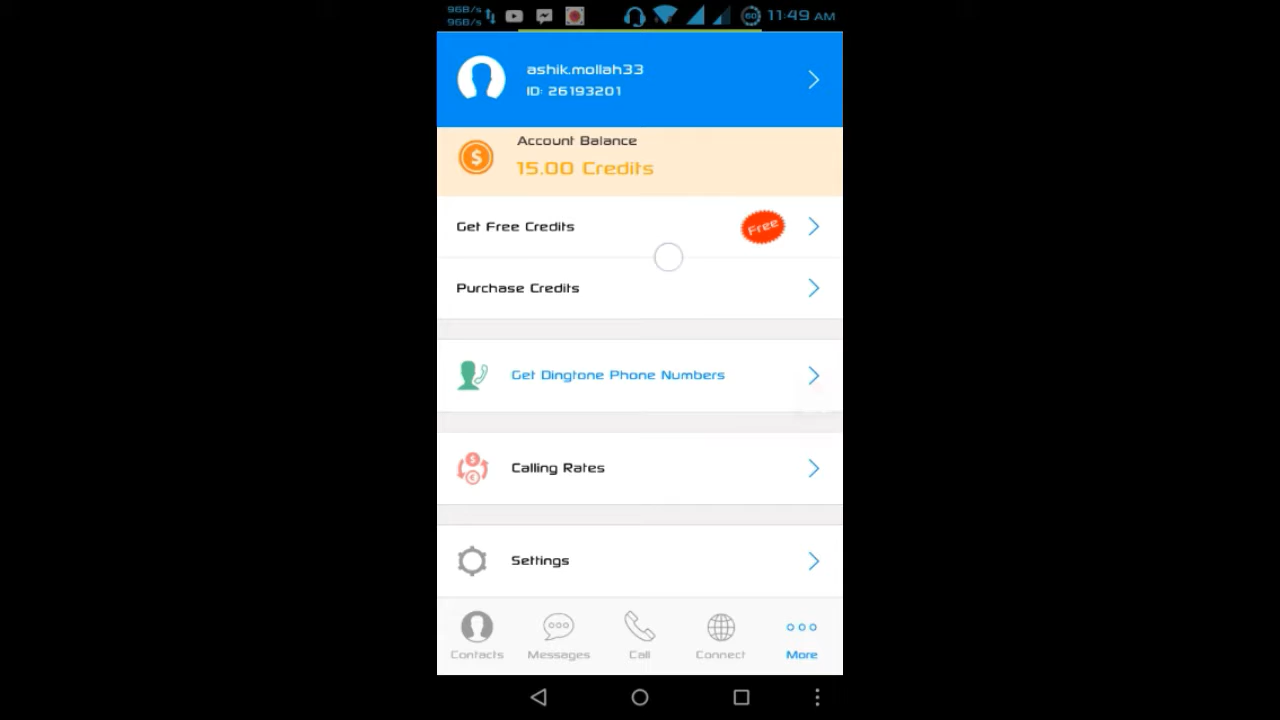 96B/s
96B/s
60
11:49 AM
ashik.mollah33
ID: 26193201
Account Balance
$
15.00 Credits
Get Free Credits
Free
Purchase Credits
Get Dingtone Phone Numbers
$
€
Calling Rates
Settings
Contacts
Messages
Call
Connect
More